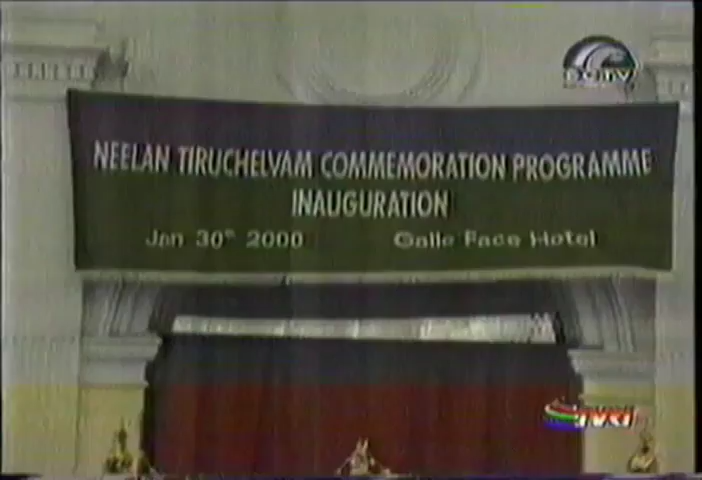 NEELAN TIRUCHELVAM COMMEMORATION PROGRAMME
INAUGURATION
Jan 30th 2000 Galle Face Hotel